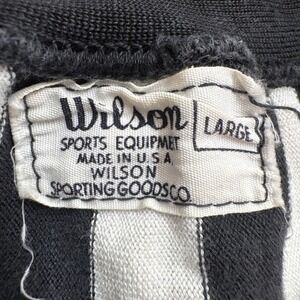 Wilson
LARGE
SPORTS EQUIPMET
MADE IN U.S.A.
WILSON
SPORTING GOODS CO.